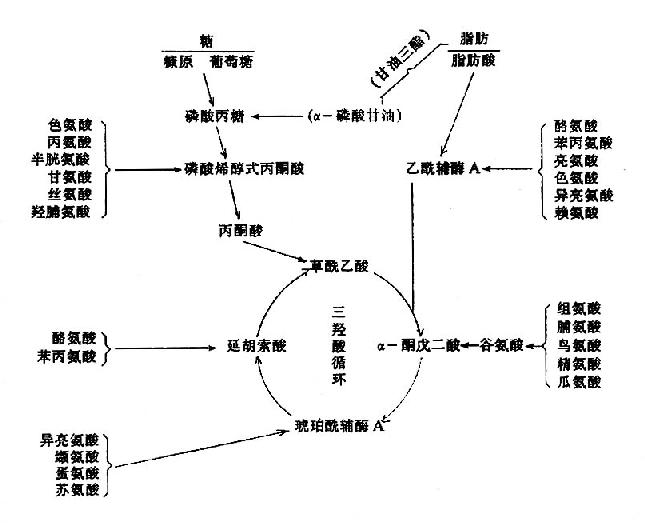 糖
糠原 葡萄糖
(甘油三酯)
脂肪
脂肪酸
磷酸丙糖
(α－磷酸甘油)
色氨酸
丙氨酸
半胱氨酸
甘氨酸
丝氨酸
羟脯氨酸
磷酸烯醇式丙酮酸
乙酰辅酶A
酪氨酸
苯丙氨酸
亮氨酸
色氨酸
异亮氨酸
赖氨酸
丙酮酸
草酰乙酸
三羟酸循环
酪氨酸
苯丙氨酸
延胡索酸
α－酮戊二酸
谷氨酸
组氨酸
脯氨酸
鸟氨酸
精氨酸
瓜氨酸
琥珀酰辅酶A
异亮氨酸
缬氨酸
蛋氨酸
苏氨酸